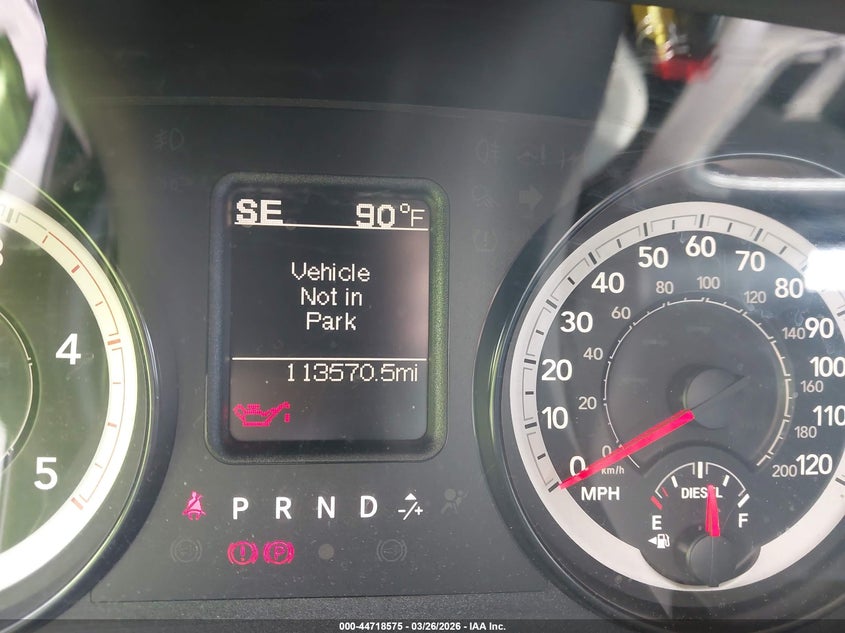 SE 90°F
Vehicle
Not in
Park
113570.5mi
P R N D -/+
4
5
0 10 20 30 40 50 60 70 80 90 100 110 120
MPH
0 20 40 60 80 100 120 140 160 180 200
km/h
DIESEL
E F
000-44718575 - 03/26/2026 - IAA Inc.